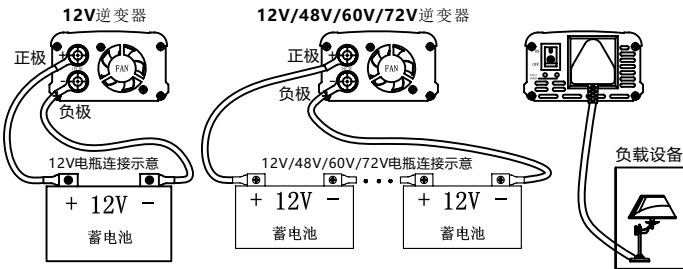 12V逆变器
12V/48V/60V/72V逆变器
正极
+
FAN
-
负极
正极
+
FAN
-
负极
OFF
12V电瓶连接示意
12V/48V/60V/72V电瓶连接示意
负载设备
+ 12V -
蓄电池
+ 12V -
蓄电池
+ 12V -
蓄电池